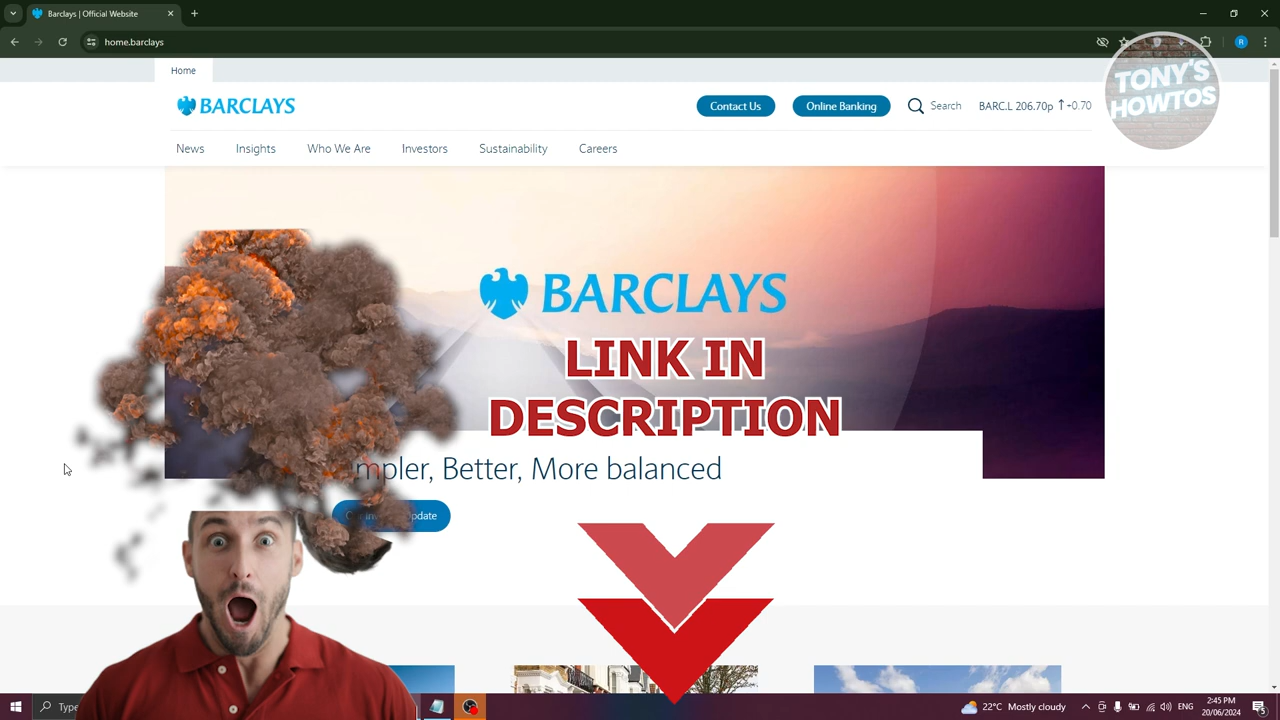 Barclays | Official Website
home.barclays
Home
BARCLAYS
Contact Us
Online Banking
Search
BARC.L 206.70p
+0.70
TONY'S
HOWTOS
News
Insights
Who We Are
Investors
Sustainability
Careers
BARCLAYS
LINK IN
DESCRIPTION
mpler, Better, More balanced
Type
22°C Mostly cloudy
ENG
2:45 PM
20/06/2024
R
5